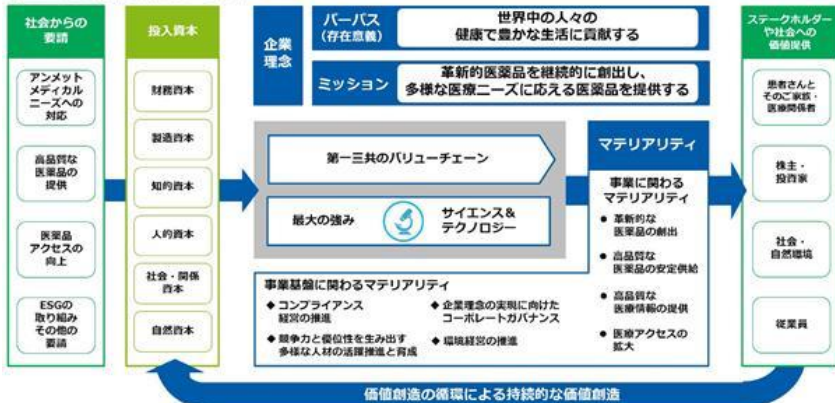 社会からの
要請
アンメット
メディカル
ニーズへの
対応
高品質な
医薬品の
提供
医薬品
アクセスの
向上
ESGの
取り組み
その他の
要請
投入資本
財務資本
製造資本
知的資本
人的資本
社会・関係
資本
自然資本
企業
理念
パーパス
(存在意義)
世界中の人々の
健康で豊かな生活に貢献する
ミッション
革新的医薬品を継続的に創出し、
多様な医療ニーズに応える医薬品を提供する
第一三共のバリューチェーン
最大の強み
サイエンス＆
テクノロジー
マテリアリティ
事業に関わる
マテリアリティ
● 革新的な
医薬品の創出
● 高品質な
医薬品の安定供給
● 高品質な
医療情報の提供
● 医療アクセスの
拡大
事業基盤に関わるマテリアリティ
◆ コンプライアンス
経営の推進
◆ 企業理念の実現に向けた
コーポレートガバナンス
◆ 競争力と優位性を生み出す
多様な人材の活躍推進と育成
◆ 環境経営の推進
ステークホルダー
や社会への
価値提供
患者さんと
そのご家族・
医療関係者
株主・
投資家
社会・
自然環境
従業員
価値創造の循環による持続的な価値創造